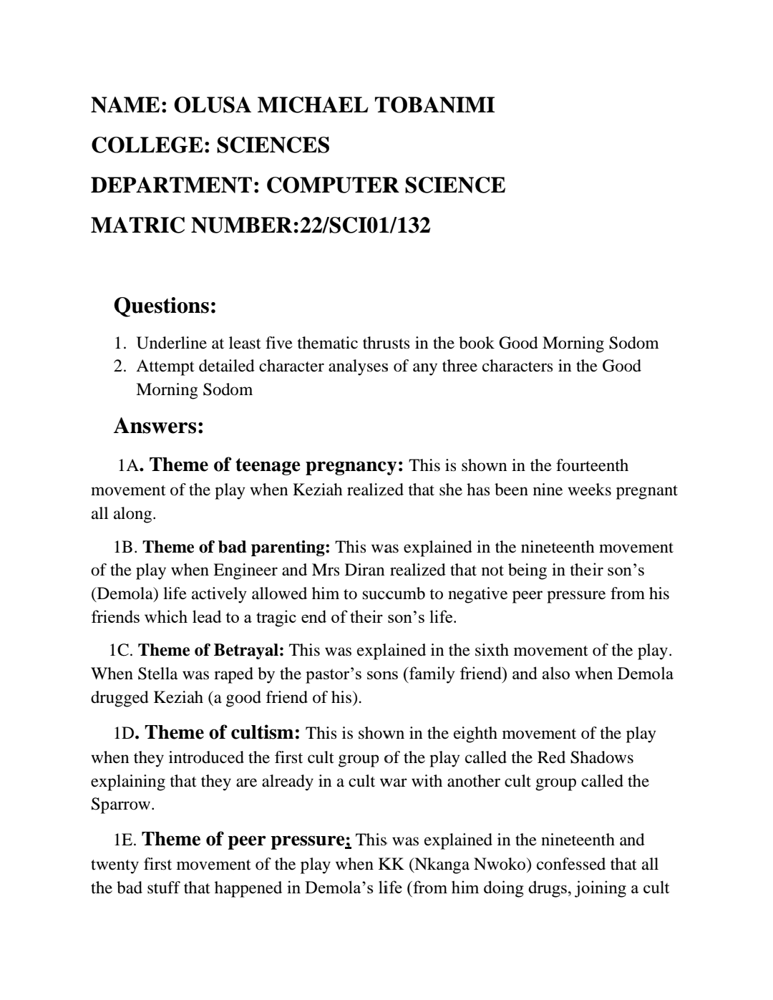 NAME: OLUSA MICHAEL TOBANIMI
COLLEGE: SCIENCES
DEPARTMENT: COMPUTER SCIENCE
MATRIC NUMBER:22/SCI01/132
Questions:
1. Underline at least five thematic thrusts in the book Good Morning Sodom
2. Attempt detailed character analyses of any three characters in the Good
Morning Sodom
Answers:
1A. Theme of teenage pregnancy: This is shown in the fourteenth
movement of the play when Keziah realized that she has been nine weeks pregnant
all along.
1B. Theme of bad parenting: This was explained in the nineteenth movement
of the play when Engineer and Mrs Diran realized that not being in their son’s
(Demola) life actively allowed him to succumb to negative peer pressure from his
friends which lead to a tragic end of their son’s life.
1C. Theme of Betrayal: This was explained in the sixth movement of the play.
When Stella was raped by the pastor’s sons (family friend) and also when Demola
drugged Keziah (a good friend of his).
1D. Theme of cultism: This is shown in the eighth movement of the play
when they introduced the first cult group of the play called the Red Shadows
explaining that they are already in a cult war with another cult group called the
Sparrow.
1E. Theme of peer pressure; This was explained in the nineteenth and
twenty first movement of the play when KK (Nkanga Nwoko) confessed that all
the bad stuff that happened in Demola’s life (from him doing drugs, joining a cult